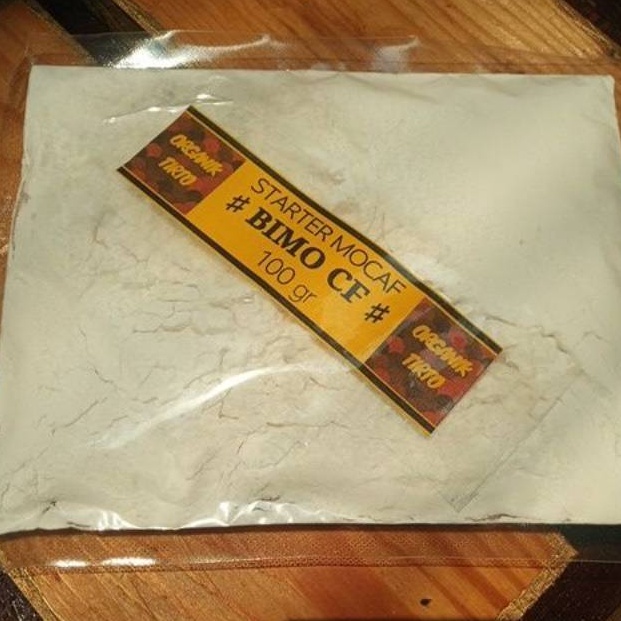 ORGANIK
TIRTO
STARTER MOCAF
# BIMO CF #
100 gr
ORGANIK
TIRTO